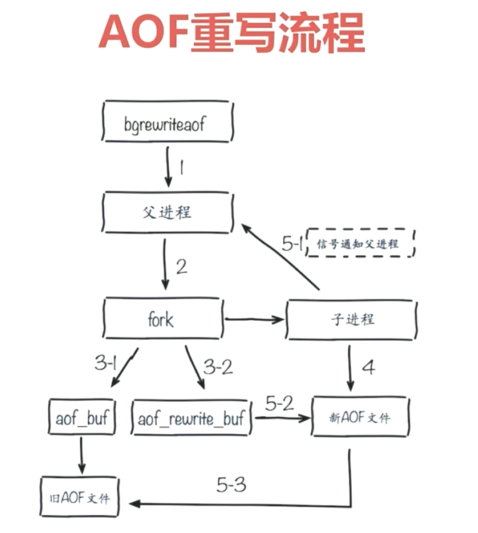 AOF重写流程
bgrewriteaof
1
父进程
5-1
信号通知父进程
2
fork
子进程
3-1
3-2
4
aof_buf
aof_rewrite_buf
5-2
新AOF文件
旧AOF文件
5-3